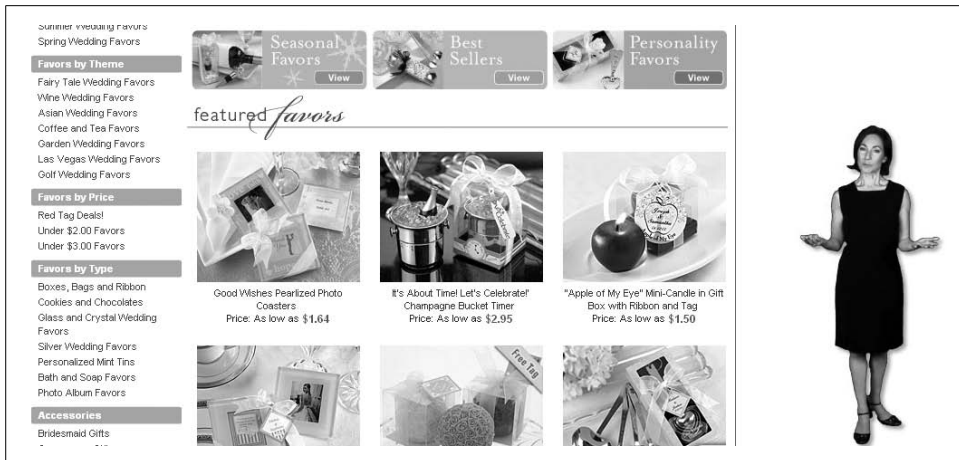 Summer Wedding Favors
Spring Wedding Favors
Favors by Theme
Fairy Tale Wedding Favors
Wine Wedding Favors
Asian Wedding Favors
Coffee and Tea Favors
Garden Wedding Favors
Las Vegas Wedding Favors
Golf Wedding Favors
Favors by Price
Red Tag Deals!
Under $2.00 Favors
Under $3.00 Favors
Favors by Type
Boxes, Bags and Ribbon
Cookies and Chocolates
Glass and Crystal Wedding
Favors
Silver Wedding Favors
Personalized Mint Tins
Bath and Soap Favors
Photo Album Favors
Accessories
Bridesmaid Gifts
Seasonal
Favors
View
Best
Sellers
View
Personality
Favors
View
featured favors
Good Wishes Pearlized Photo
Coasters
Price: As low as $1.64
It's About Time! Let's Celebrate!'
Champagne Bucket Timer
Price: As low as $2.95
"Apple of My Eye" Mini-Candle in Gift
Box with Ribbon and Tag
Price: As low as $1.50
Free Tag